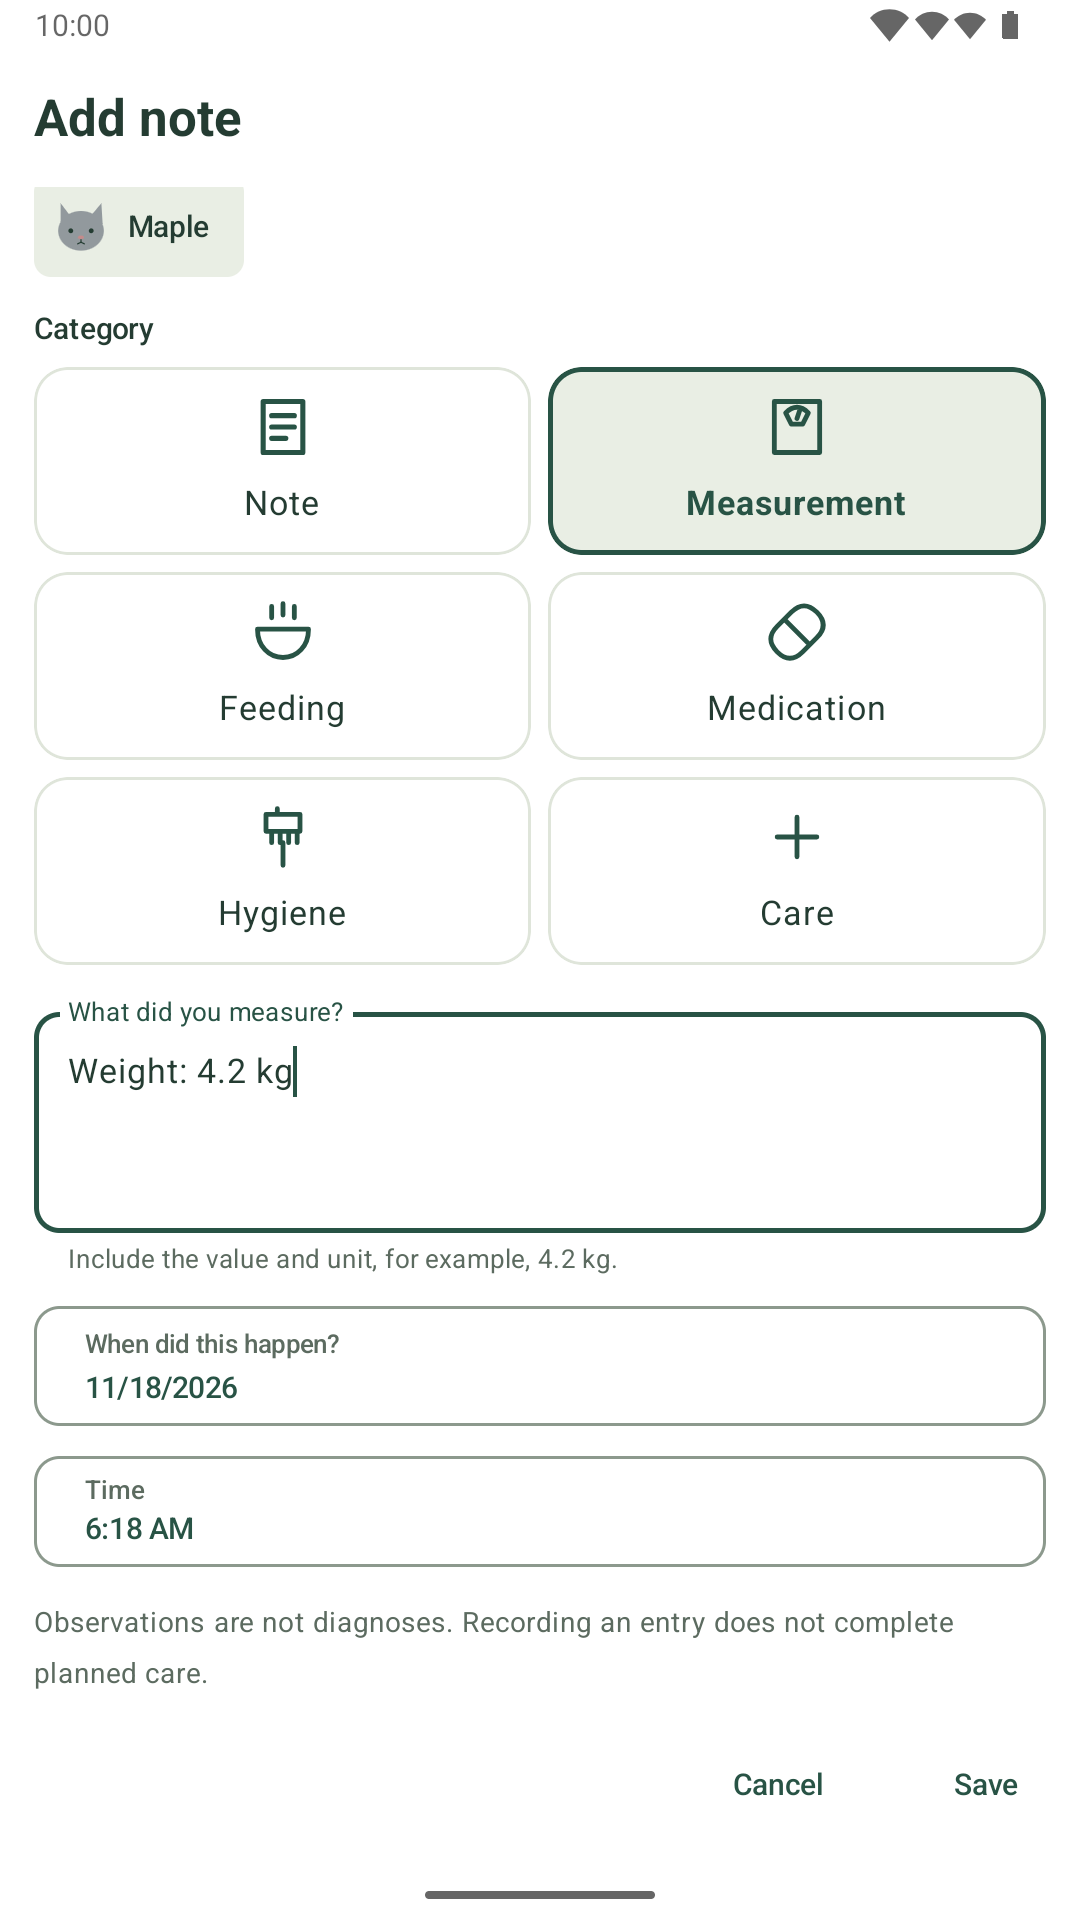 10:00
Add note
Maple
Category
Note
Measurement
Feeding
Medication
Hygiene
Care
What did you measure?
Weight: 4.2 kg
Include the value and unit, for example, 4.2 kg.
When did this happen?
11/18/2026
Time
6:18 AM
Observations are not diagnoses. Recording an entry does not complete
planned care.
Cancel
Save